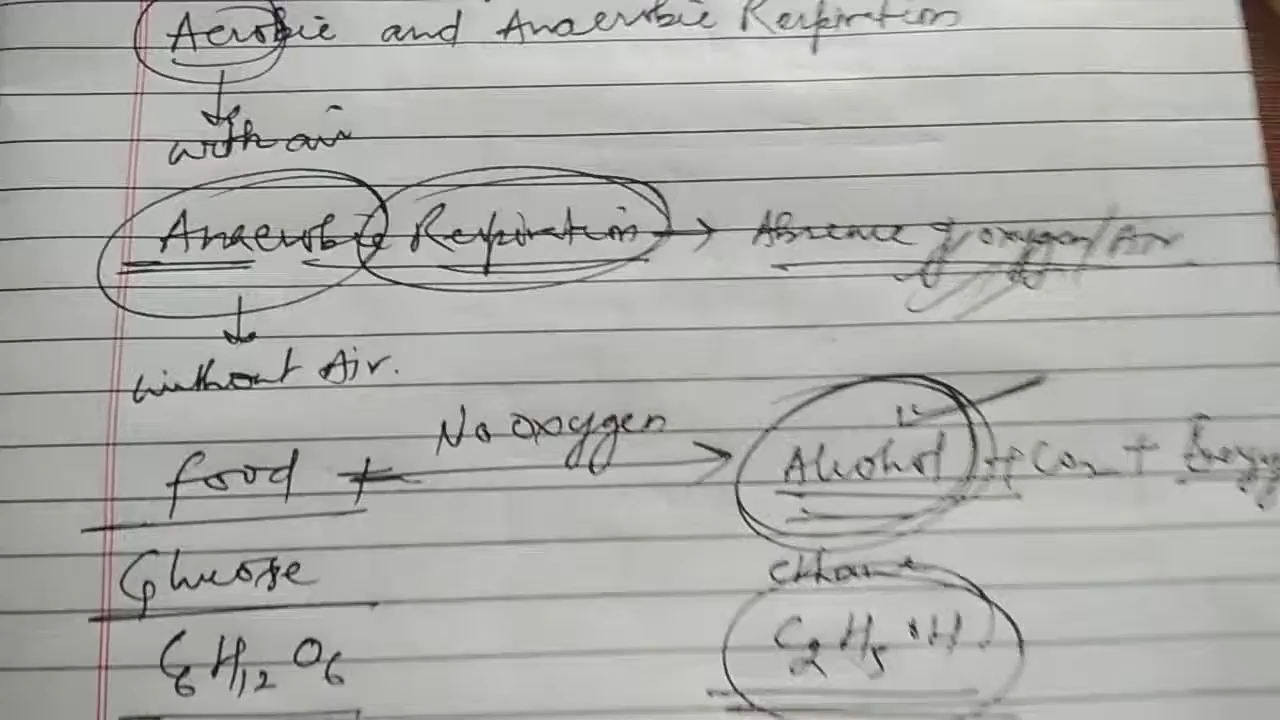 Aerobic and Anaerobic Respiration
with air
Anaerobic Respiration → Absence of oxygen/Air
without Air.
No oxygen
food + → Alcohol + CO2 +
Glucose
C6H12O6 C2H5OH